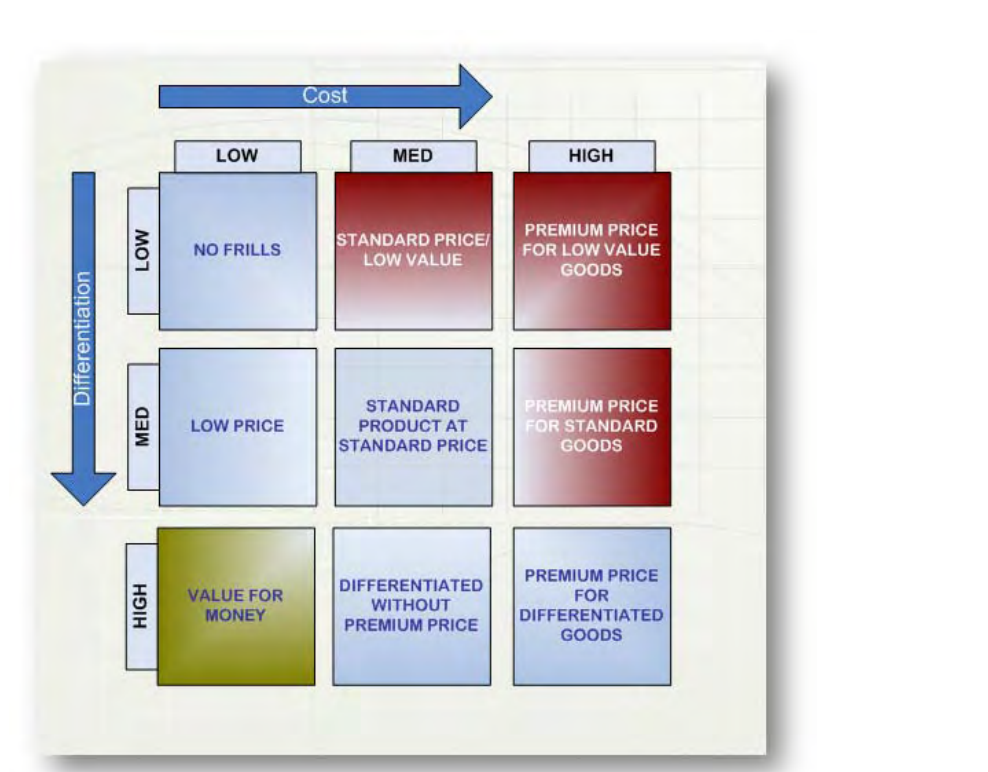 Cost
LOW
MED
HIGH
Differentiation
LOW
NO FRILLS
STANDARD PRICE/
LOW VALUE
PREMIUM PRICE
FOR LOW VALUE
GOODS
MED
LOW PRICE
STANDARD
PRODUCT AT
STANDARD PRICE
PREMIUM PRICE
FOR STANDARD
GOODS
HIGH
VALUE FOR
MONEY
DIFFERENTIATED
WITHOUT
PREMIUM PRICE
PREMIUM PRICE
FOR
DIFFERENTIATED
GOODS